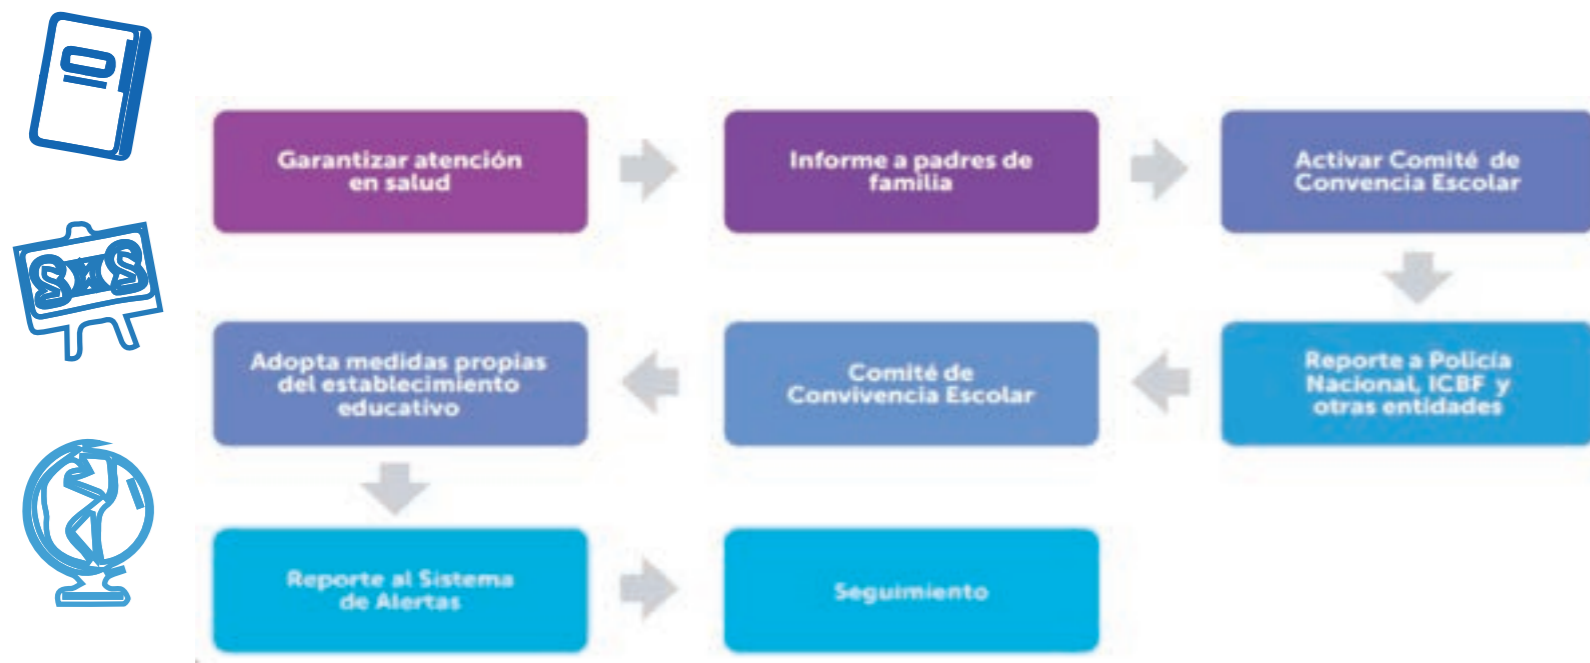 Garantizar atención
en salud
Informe a padres de
familia
Activar Comité de
Convencia Escolar
Reporte a Policía
Nacional, ICBF y
otras entidades
Comité de
Convivencia Escolar
Adopta medidas propias
del establecimiento
educativo
Reporte al Sistema
de Alertas
Seguimiento